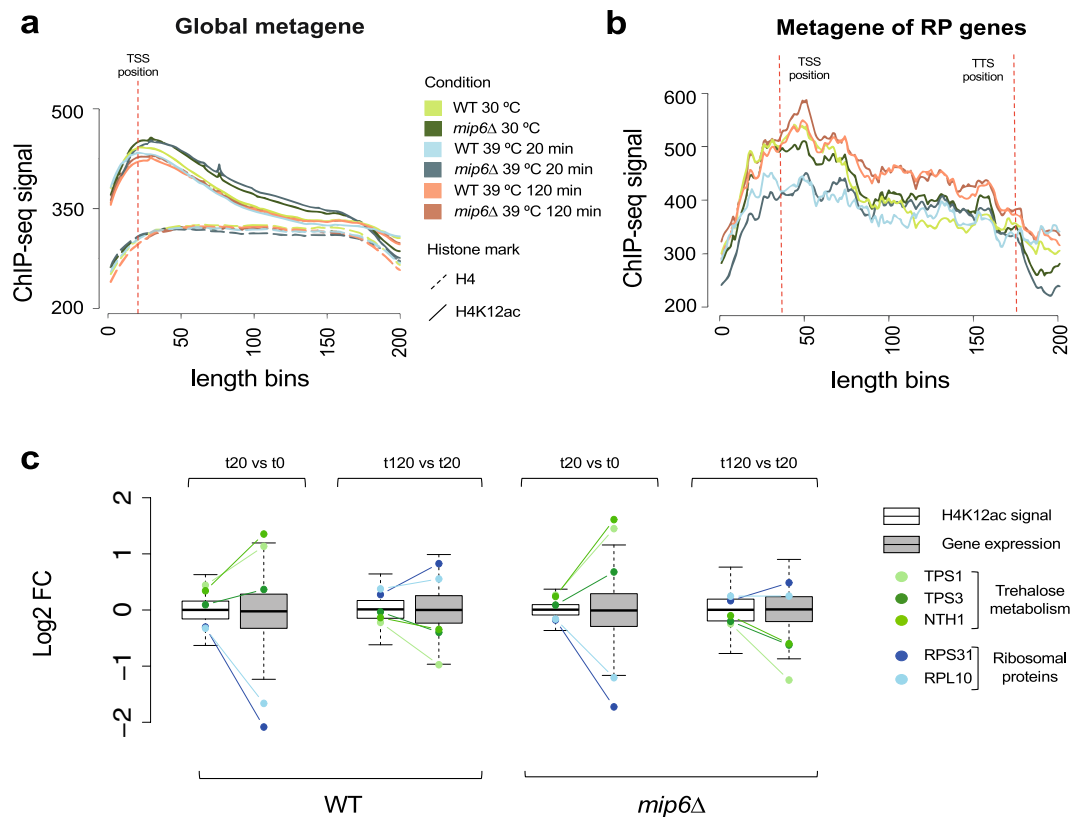 a
Global metagene
TSS
position
500
350
200
ChIP-seq signal
0
50
100
150
200
length bins
Condition
WT 30 ºC
mip6Δ 30 ºC
WT 39 ºC 20 min
mip6Δ 39 ºC 20 min
WT 39 ºC 120 min
mip6Δ 39 ºC 120 min
Histone mark
H4
H4K12ac
b
Metagene of RP genes
TSS
position
TTS
position
600
500
400
300
200
ChIP-seq signal
0
50
100
150
200
length bins
c
t20 vs t0
t120 vs t20
t20 vs t0
t120 vs t20
2
1
0
−1
−2
Log2 FC
WT
mip6Δ
H4K12ac signal
Gene expression
TPS1
TPS3
NTH1
Trehalose
metabolism
RPS31
RPL10
Ribosomal
proteins